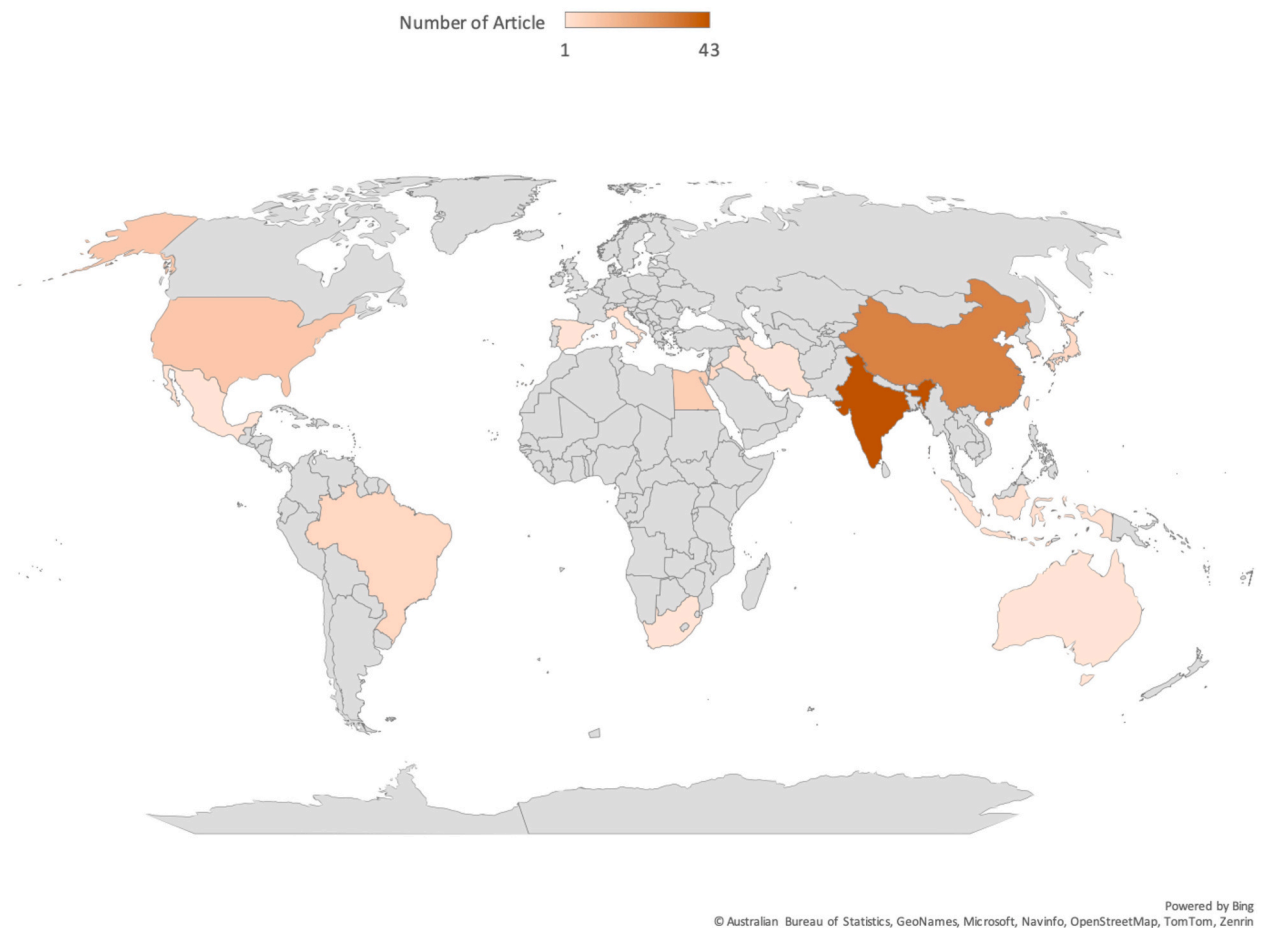 Number of Article
1 43
Powered by Bing
© Australian Bureau of Statistics, GeoNames, Microsoft, Navinfo, OpenStreetMap, TomTom, Zenrin